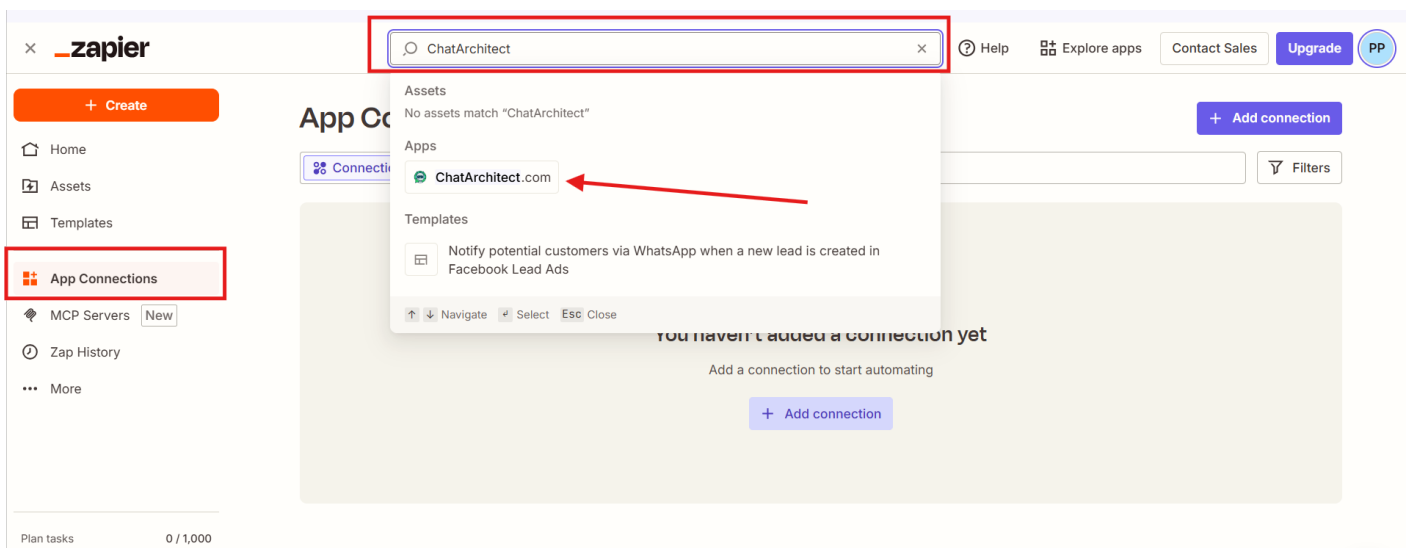 _zapier
ChatArchitect
Help
Explore apps
Contact Sales
Upgrade
PP
+ Create
Home
Assets
Templates
App Connections
MCP Servers New
Zap History
More
Plan tasks 0 / 1,000
Assets
No assets match “ChatArchitect”
Apps
ChatArchitect.com
Templates
Notify potential customers via WhatsApp when a new lead is created in
Facebook Lead Ads
↑ ↓ Navigate ↵ Select Esc Close
App Co
+ Add connection
Connectio
Filters
You haven't added a connection yet
Add a connection to start automating
+ Add connection